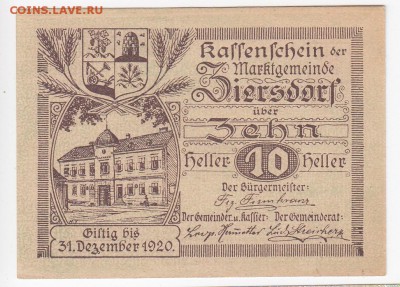 COINS.LAVE.RU
Kassenschein der
Marktgemeinde
Ziersdorf
über
Zehn
Heller 10 Heller
Der Bürgermeister:
Der Gemeinder.u.Kassier: Der Gemeinderat:
Giltig bis
31. Dezember 1920.